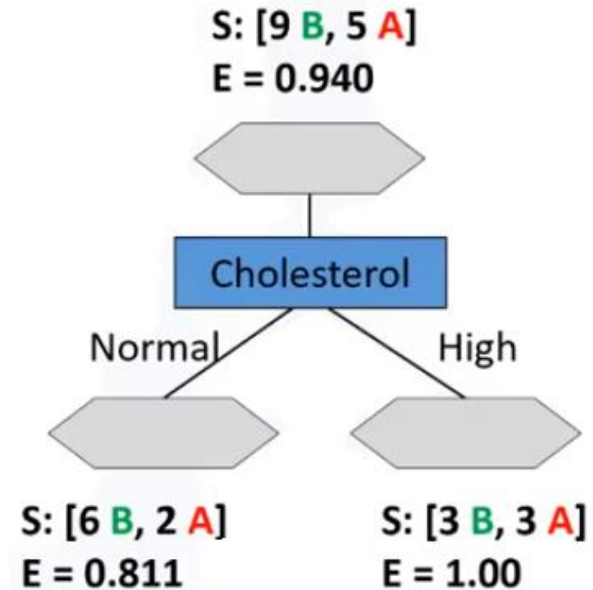 S: [9 B, 5 A]
E = 0.940
Cholesterol
Normal
High
S: [6 B, 2 A]
E = 0.811
S: [3 B, 3 A]
E = 1.00